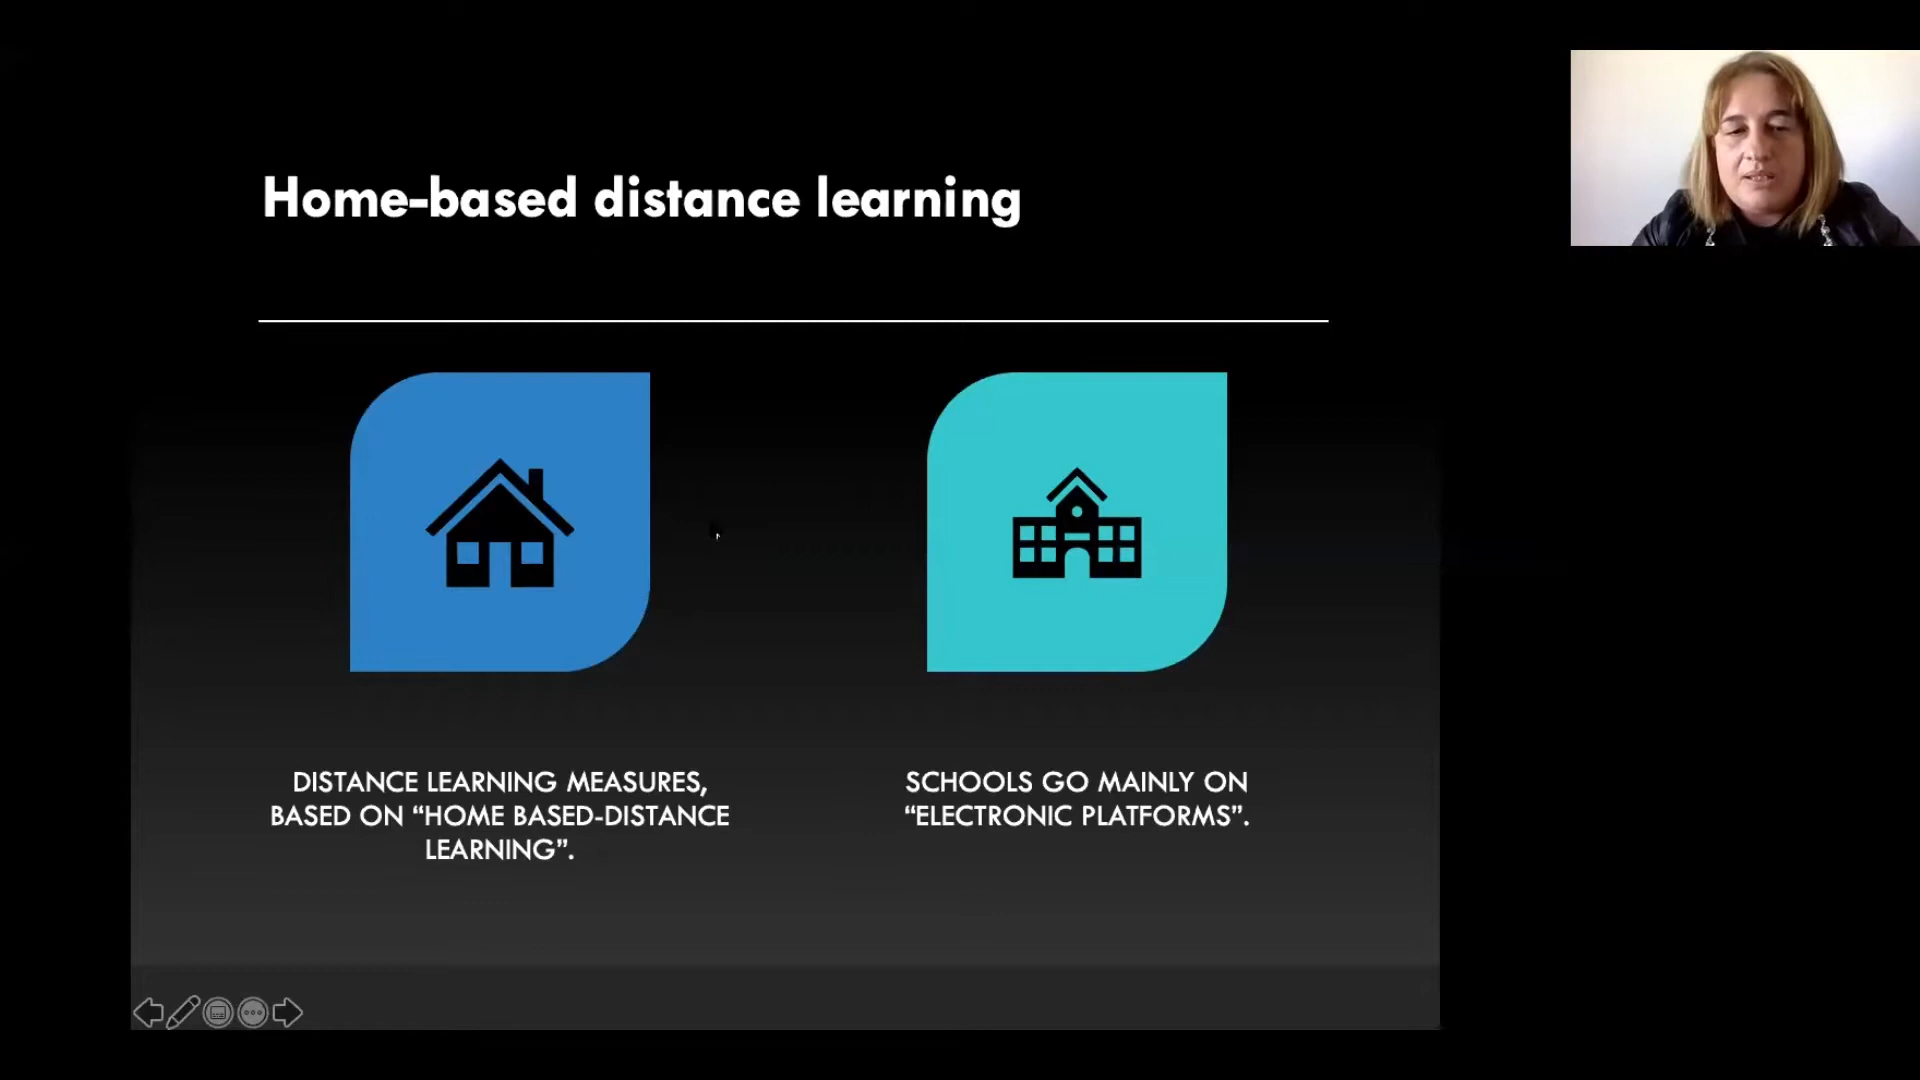 Home-based distance learning
DISTANCE LEARNING MEASURES,
BASED ON “HOME BASED-DISTANCE
LEARNING”.
SCHOOLS GO MAINLY ON
“ELECTRONIC PLATFORMS”.